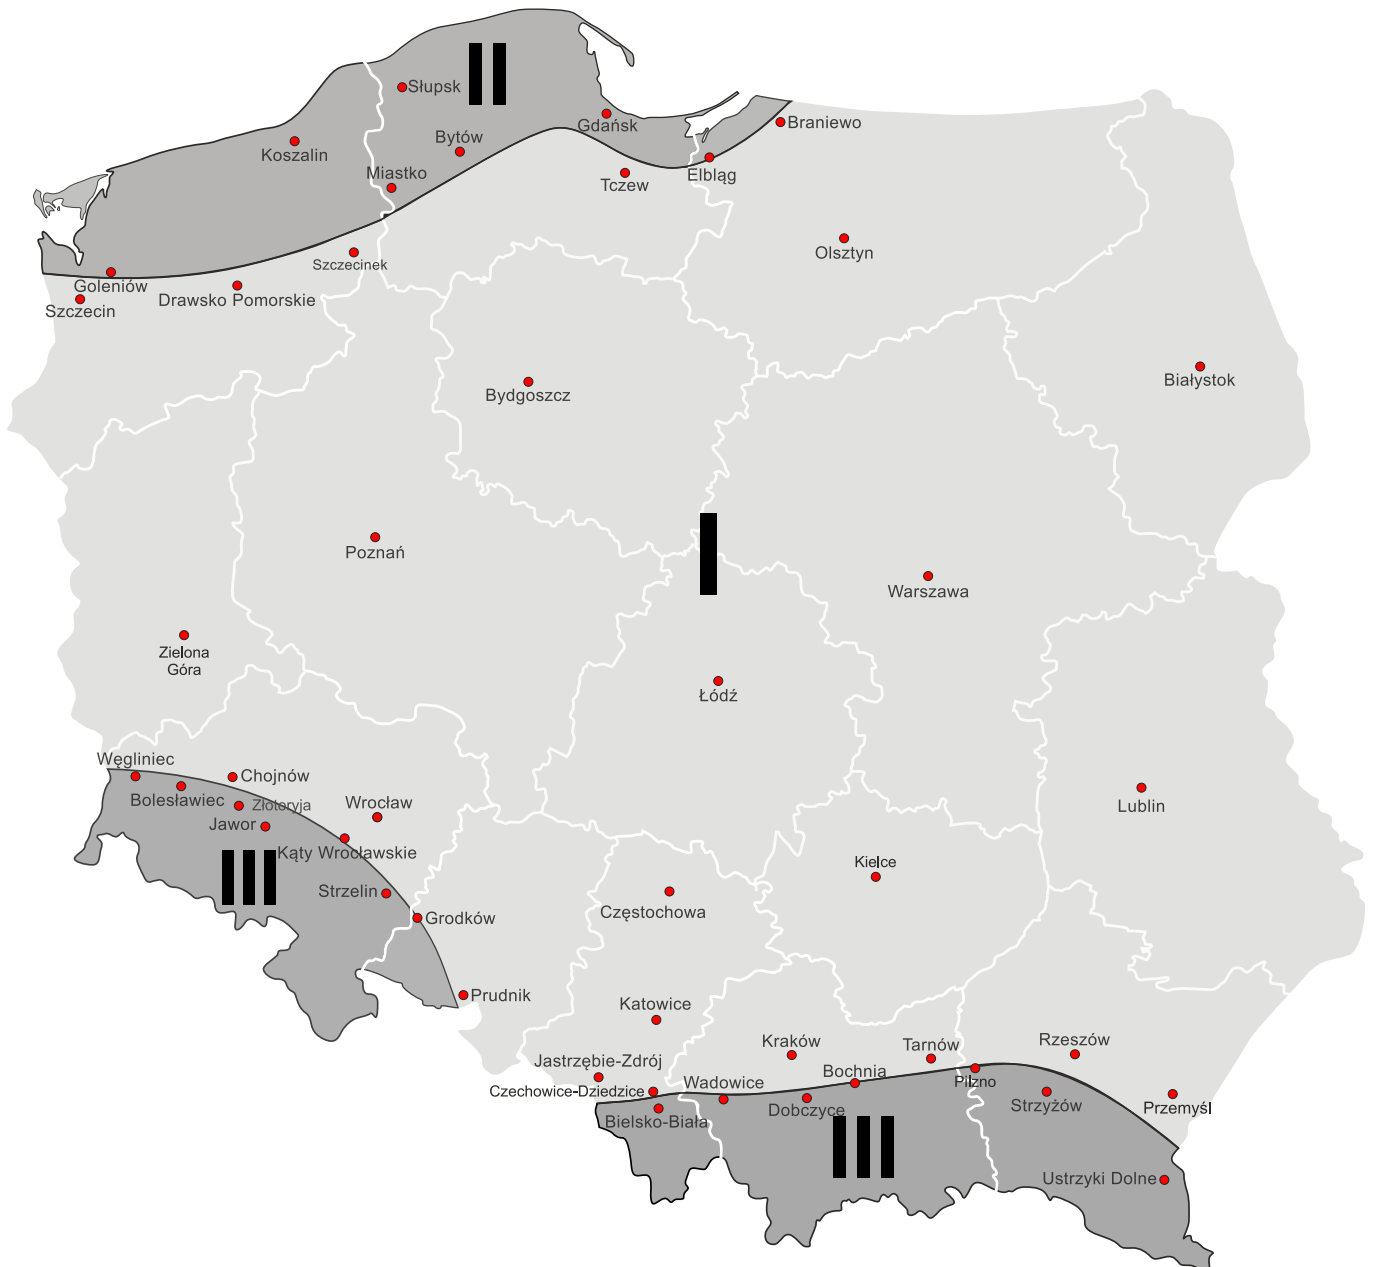 II
Słupsk
Gdańsk
Braniewo
Koszalin
Bytów
Miastko
Tczew
Elbląg
Olsztyn
Szczecinek
Goleniów
Drawsko Pomorskie
Szczecin
Białystok
Bydgoszcz
I
Poznań
Warszawa
Zielona
Góra
Łódź
Węgliniec
Chojnów
Bolesławiec
Złotoryja
Wrocław
Lublin
Jawor
Kąty Wrocławskie
Kielce
III
Strzelin
Częstochowa
Grodków
Prudnik
Katowice
Kraków
Tarnów
Rzeszów
Jastrzębie-Zdrój
Bochnia
Pilzno
Czechowice-Dziedzice
Wadowice
Dobczyce
Strzyżów
Przemyśl
Bielsko-Biała
III
Ustrzyki Dolne